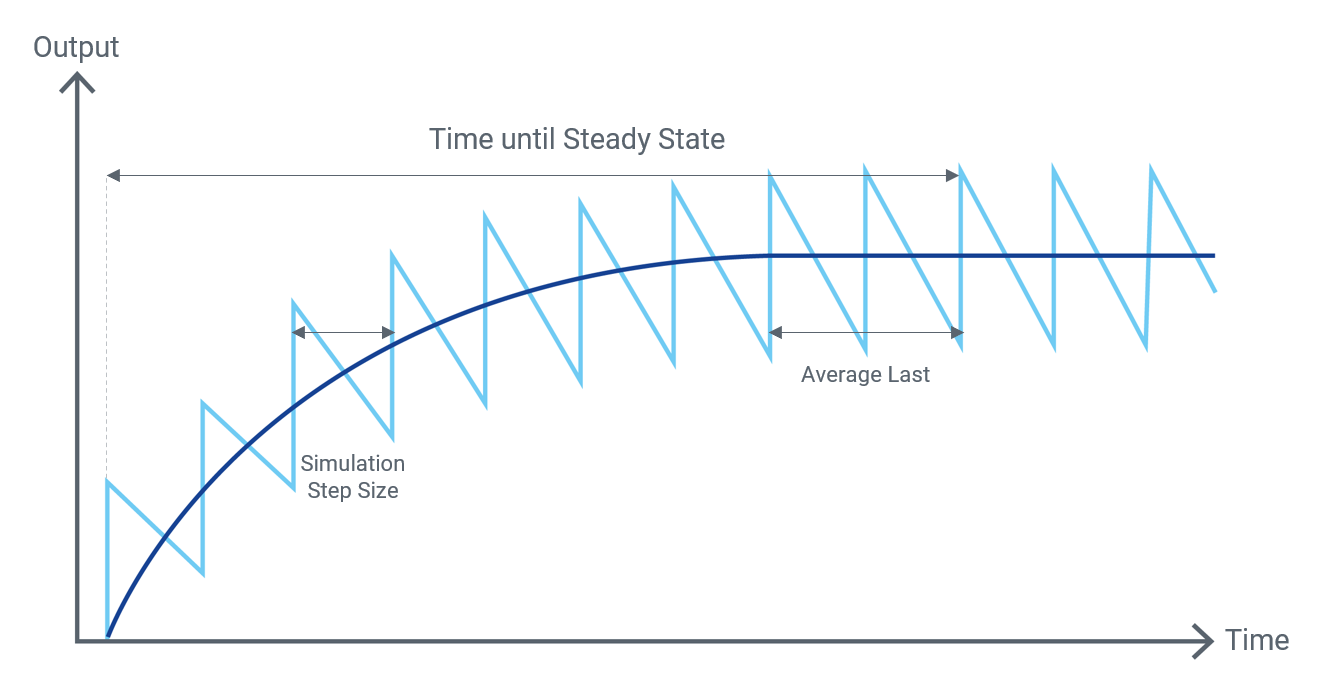 Output
Time until Steady State
Average Last
Simulation
Step Size
Time